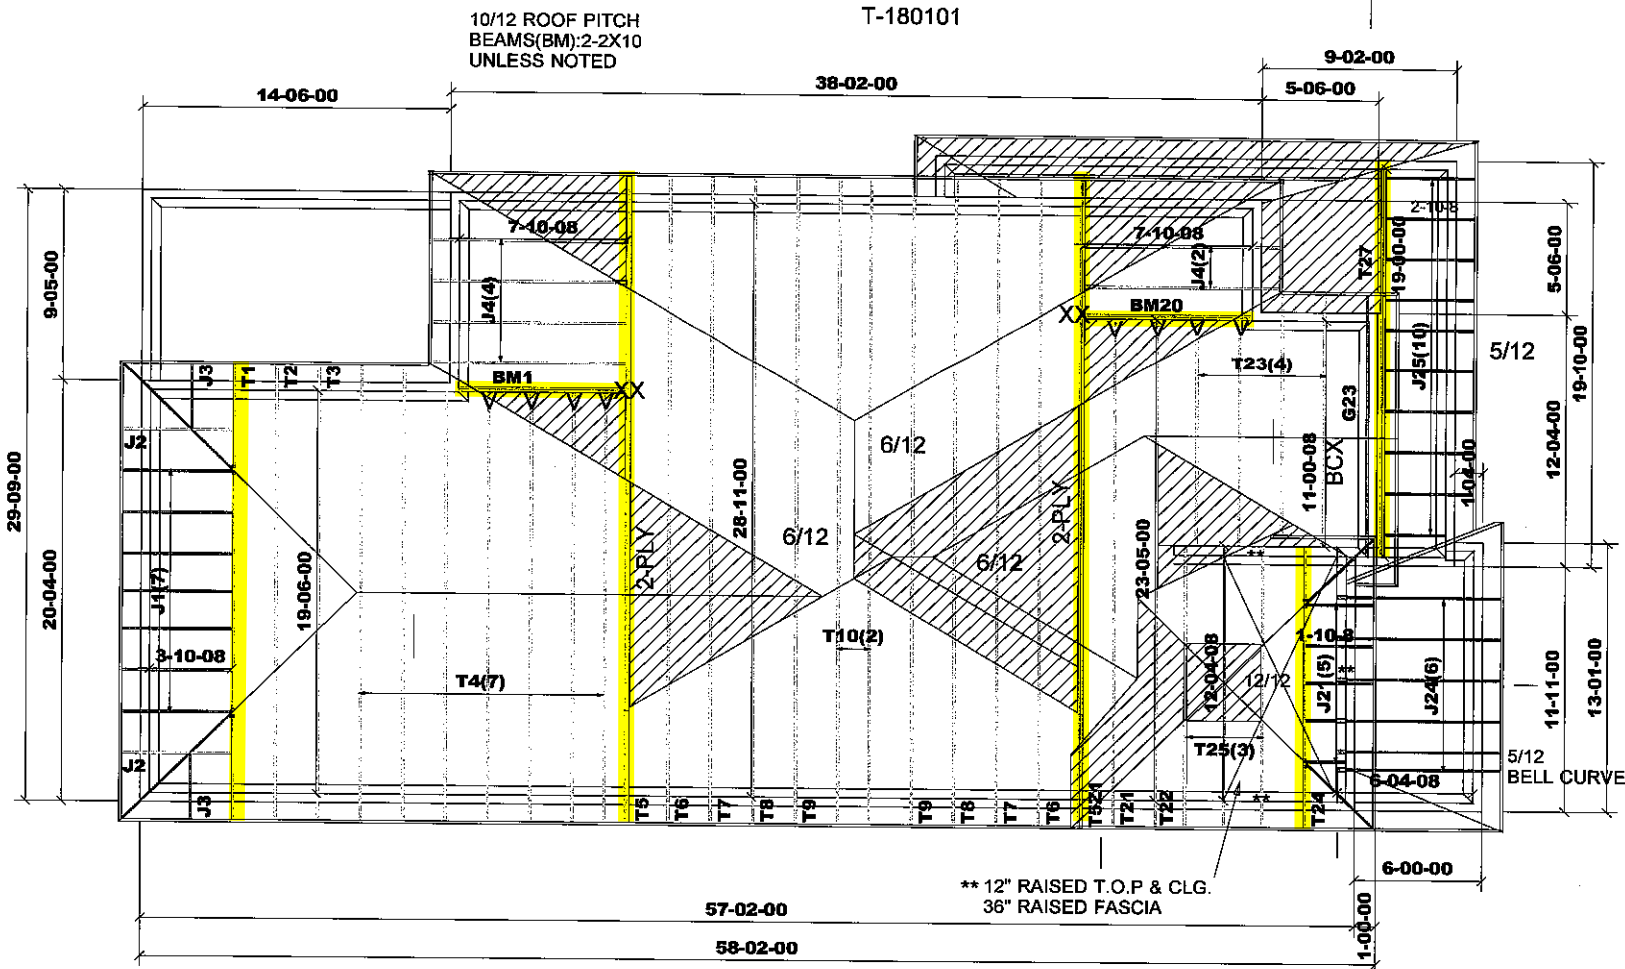 T-180101
10/12 ROOF PITCH
BEAMS(BM):2-2X10
UNLESS NOTED
9-02-00
14-06-00
38-02-00
5-06-00
7-10-08
7-10-08
2-10-8
T27
19-00-00
9-05-00
J4(4)
J4(2)
5-06-00
BM20
XX
J25(10)
5/12
19-10-00
J3
T1
T2
T3
BM1
XX
T23(4)
G23
6/12
J2
29-09-00
11-00-08
BCX
12-04-00
1-04-00
28-11-00
2-PLY
2-PLY
6/12
6/12
23-05-00
**
J1(7)
20-04-00
19-06-00
3-10-08
T10(2)
T4(7)
12-04-08
12/12
1-10-8
**
J21(5)
J24(6)
11-11-00
13-01-00
T25(3)
5/12
BELL CURVE
6-04-08
J2
J3
T5
T6
T7
T8
T9
T9
T8
T7
T6
T521
T21
T22
**
T24
6-00-00
** 12" RAISED T.O.P & CLG.
36" RAISED FASCIA
57-02-00
1-00-00
58-02-00